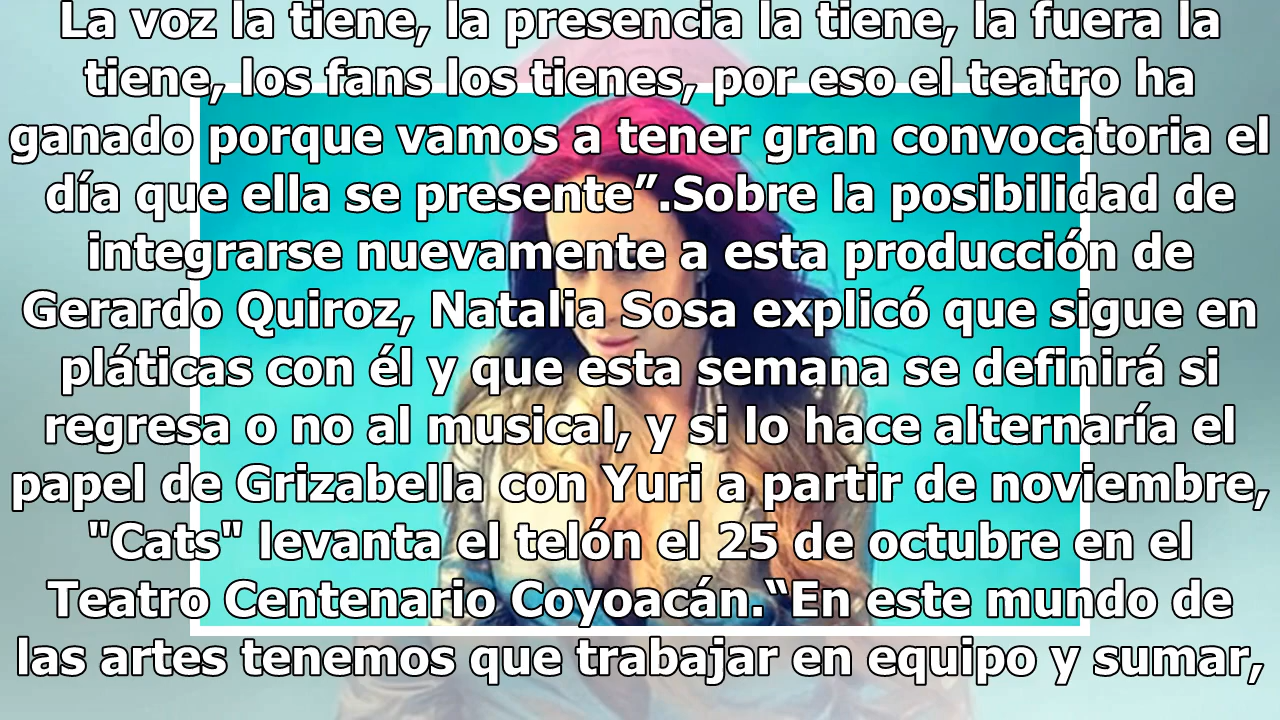 La voz la tiene, la presencia la tiene, la fuera la
tiene, los fans los tienes, por eso el teatro ha
ganado porque vamos a tener gran convocatoria el
día que ella se presente”.Sobre la posibilidad de
integrarse nuevamente a esta producción de
Gerardo Quiroz, Natalia Sosa explicó que sigue en
pláticas con él y que esta semana se definirá si
regresa o no al musical, y si lo hace alternaría el
papel de Grizabella con Yuri a partir de noviembre,
"Cats" levanta el telón el 25 de octubre en el
Teatro Centenario Coyoacán.“En este mundo de
las artes tenemos que trabajar en equipo y sumar,